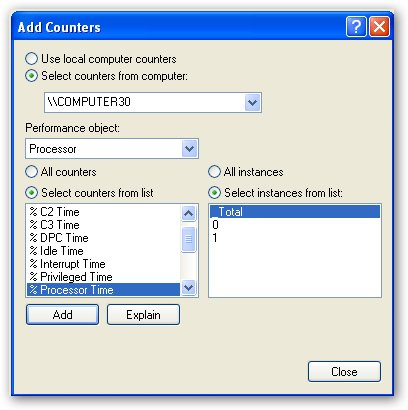 Add Counters
Use local computer counters
Select counters from computer:
\\COMPUTER30
Performance object:
Processor
All counters
All instances
Select counters from list
Select instances from list:
% C2 Time
% C3 Time
% DPC Time
% Idle Time
% Interrupt Time
% Privileged Time
% Processor Time
_Total
0
1
Add
Explain
Close